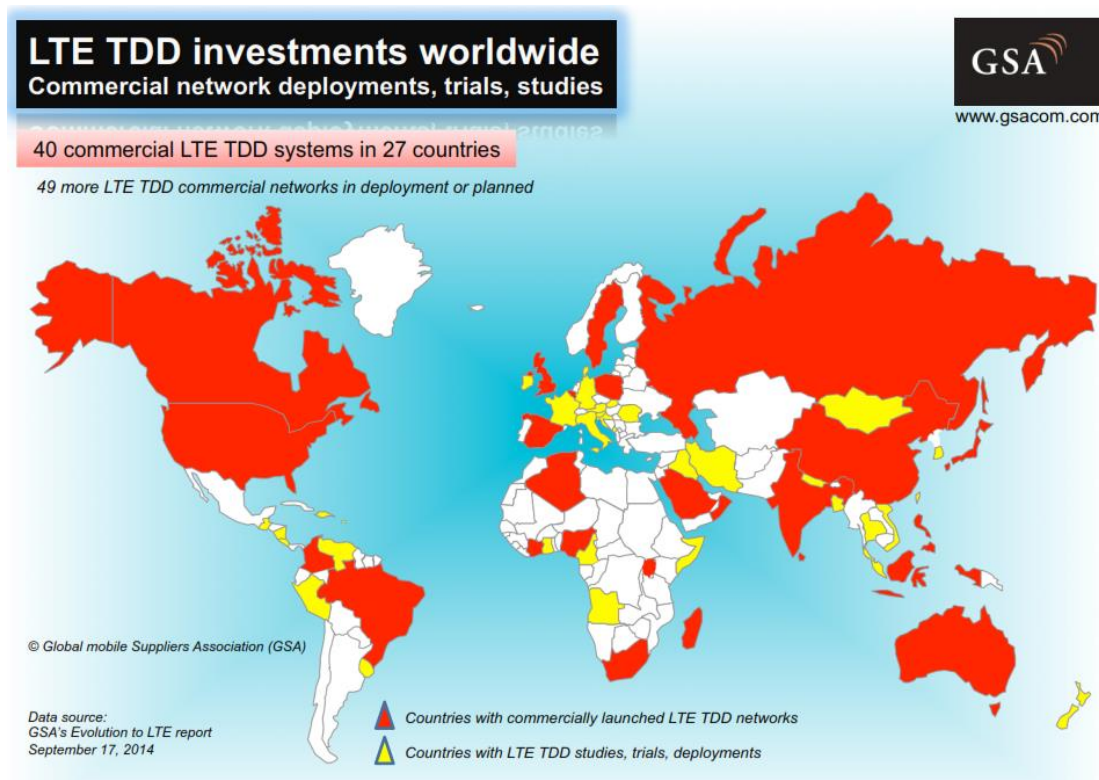 LTE TDD investments worldwide
Commercial network deployments, trials, studies
GSA
www.gsacom.com
40 commercial LTE TDD systems in 27 countries
49 more LTE TDD commercial networks in deployment or planned
© Global mobile Suppliers Association (GSA)
Data source:
GSA's Evolution to LTE report
September 17, 2014
Countries with commercially launched LTE TDD networks
Countries with LTE TDD studies, trials, deployments